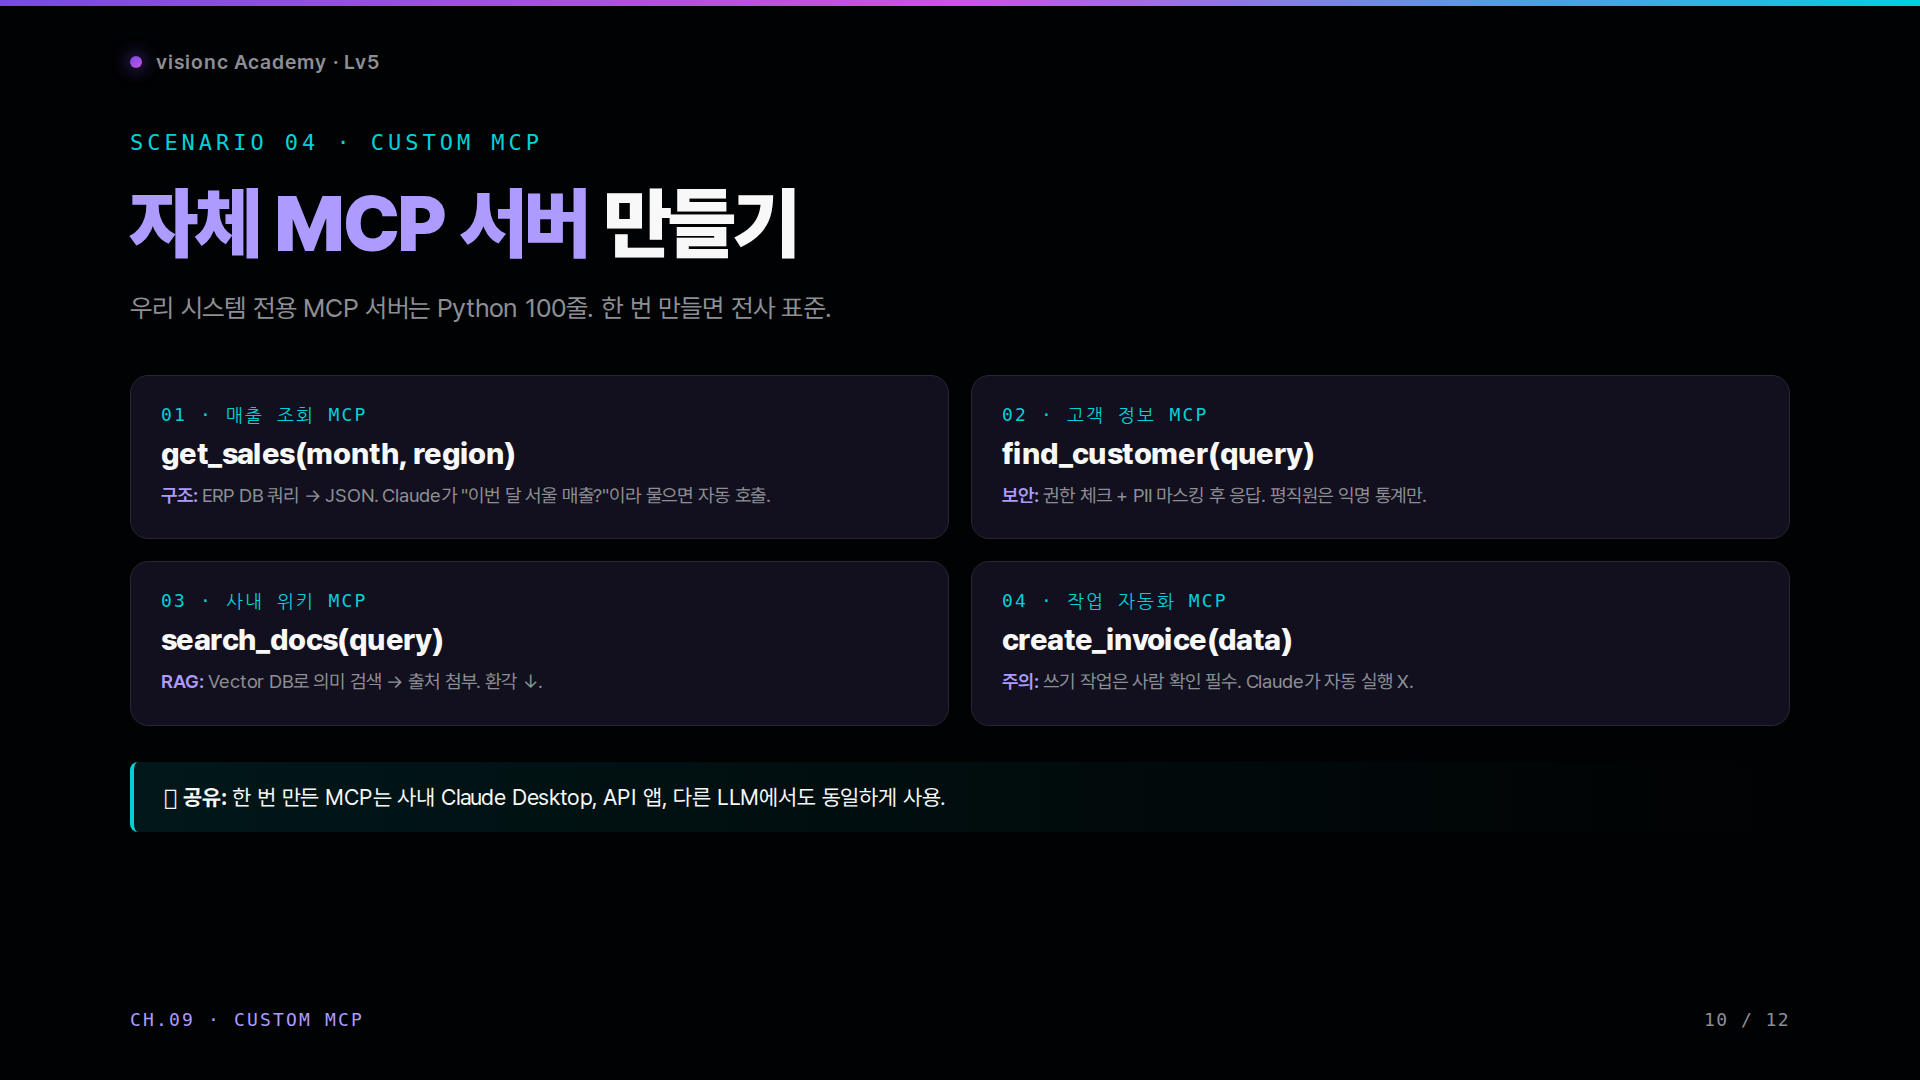 visionc Academy · Lv5
SCENARIO 04 · CUSTOM MCP
자체 MCP 서버 만들기
우리 시스템 전용 MCP 서버는 Python 100줄. 한 번 만들면 전사 표준.
01 · 매출 조회 MCP
get_sales(month, region)
구조: ERP DB 쿼리 → JSON. Claude가 "이번 달 서울 매출?"이라 물으면 자동 호출.
02 · 고객 정보 MCP
find_customer(query)
보안: 권한 체크 + PII 마스킹 후 응답. 평직원은 익명 통계만.
03 · 사내 위키 MCP
search_docs(query)
RAG: Vector DB로 의미 검색 → 출처 첨부. 환각 ↓.
04 · 작업 자동화 MCP
create_invoice(data)
주의: 쓰기 작업은 사람 확인 필수. Claude가 자동 실행 X.
공유: 한 번 만든 MCP는 사내 Claude Desktop, API 앱, 다른 LLM에서도 동일하게 사용.
CH.09 · CUSTOM MCP
10 / 12